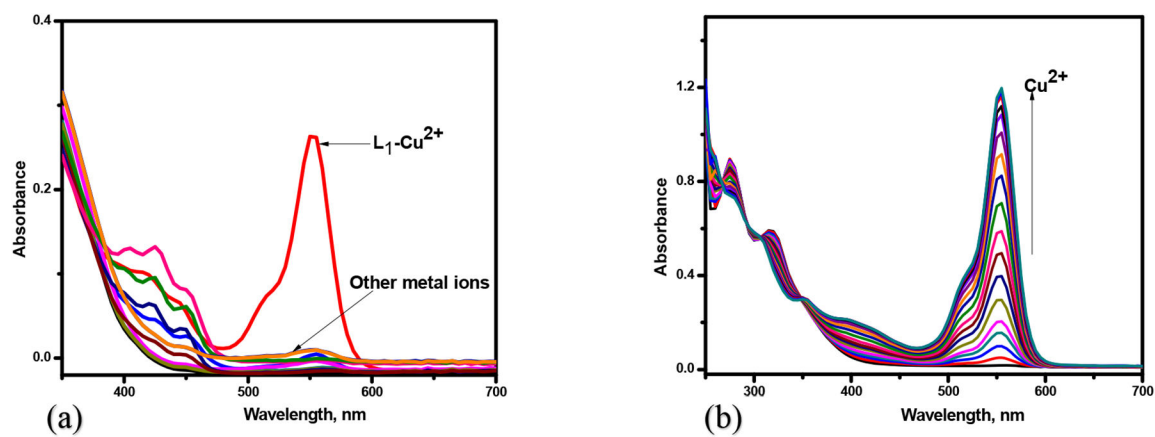 0.4
0.2
0.0
Absorbance
L₁-Cu²⁺
Other metal ions
400 500 600 700
Wavelength, nm
(a)
1.2
0.8
0.4
0.0
Absorbance
Cu²⁺
300 400 500 600 700
Wavelength, nm
(b)